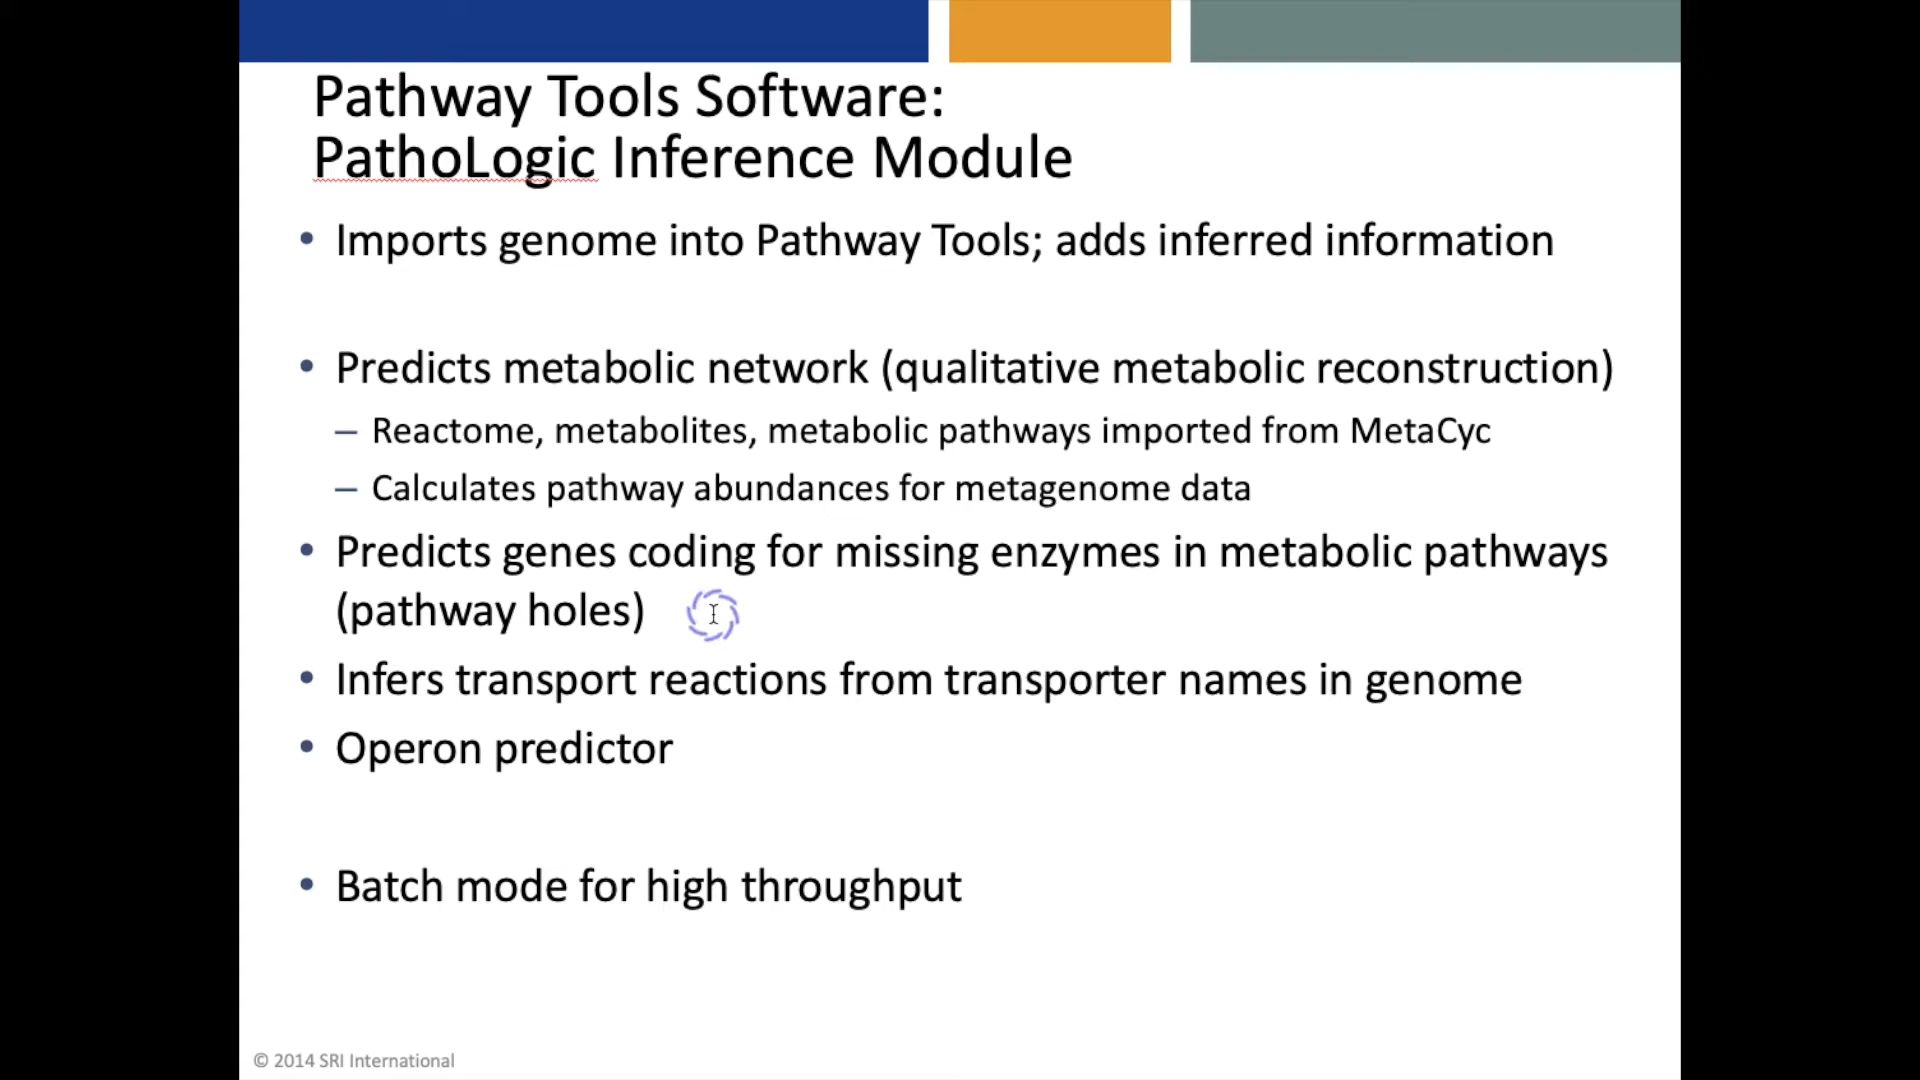 Pathway Tools Software:
PathoLogic Inference Module
• Imports genome into Pathway Tools; adds inferred information
• Predicts metabolic network (qualitative metabolic reconstruction)
– Reactome, metabolites, metabolic pathways imported from MetaCyc
– Calculates pathway abundances for metagenome data
• Predicts genes coding for missing enzymes in metabolic pathways
(pathway holes)
• Infers transport reactions from transporter names in genome
• Operon predictor
• Batch mode for high throughput
© 2014 SRI International